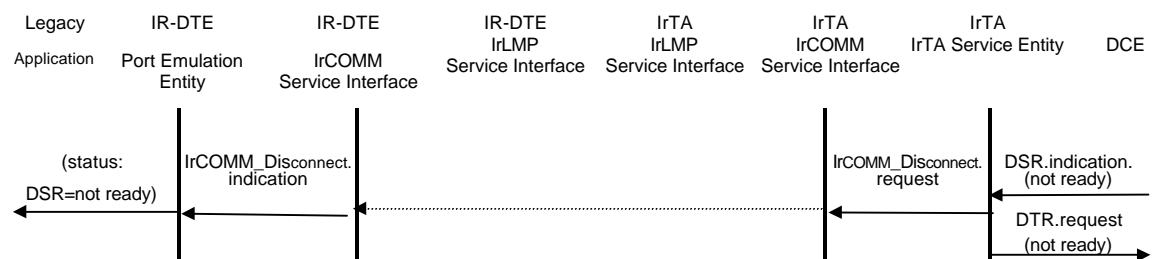 Legacy
Application
IR-DTE
Port Emulation
Entity
IR-DTE
IrCOMM
Service Interface
IR-DTE
IrLMP
Service Interface
IrTA
IrLMP
Service Interface
IrTA
IrCOMM
Service Interface
IrTA
IrTA Service Entity
DCE
(status:
DSR=not ready)
IrCOMM_Disconnect.
indication
IrCOMM_Disconnect.
request
DSR.indication.
(not ready)
DTR.request
(not ready)